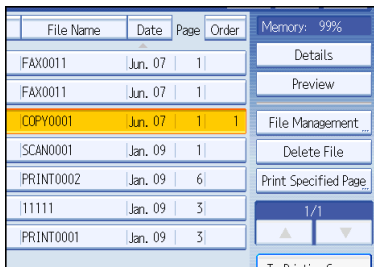 File Name Date Page Order
FAX0011 Jun. 07 1
FAX0011 Jun. 07 1
COPY0001 Jun. 07 1 1
SCAN0001 Jan. 09 1
PRINT0002 Jan. 09 6
11111 Jan. 09 3
PRINT0001 Jan. 09 3
Memory: 99%
Details
Preview
File Management
Delete File
Print Specified Page
1/1